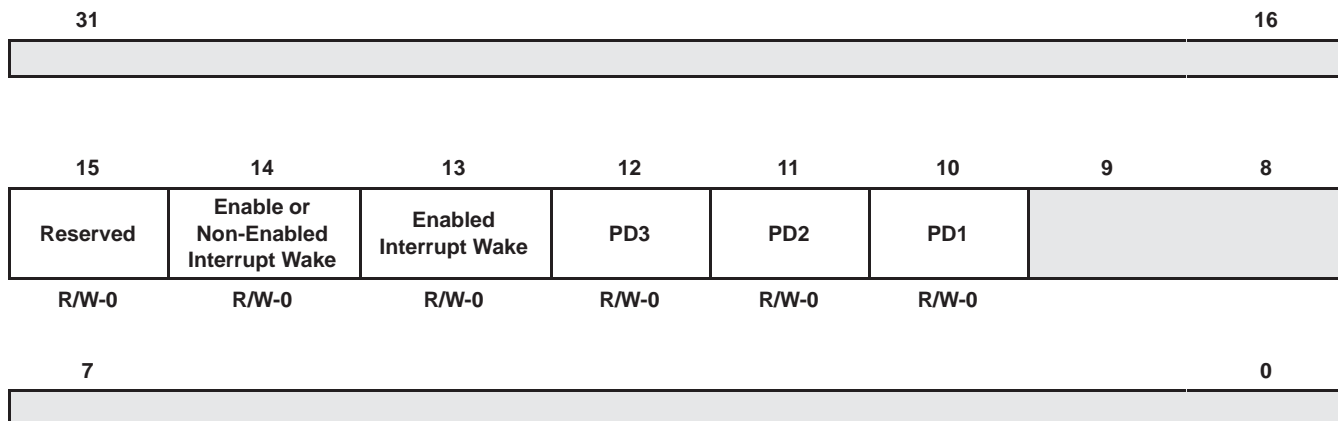 31 16
15 14 13 12 11 10 9 8
Reserved
Enable or
Non-Enabled
Interrupt Wake
Enabled
Interrupt Wake
PD3
PD2
PD1
R/W-0 R/W-0 R/W-0 R/W-0 R/W-0 R/W-0
7 0